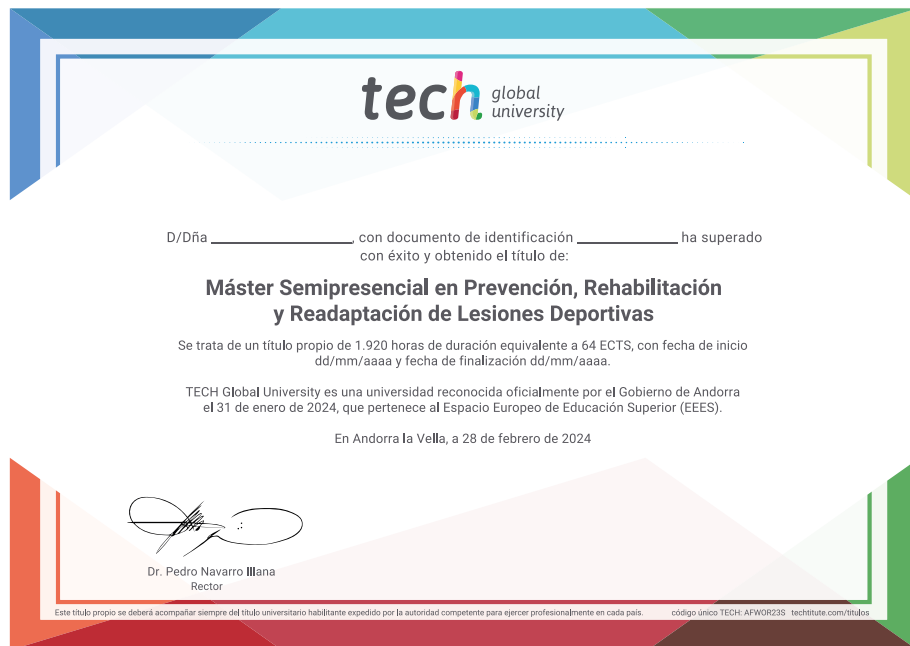 tech global
university
D/Dña ________________, con documento de identificación ____________ ha superado
con éxito y obtenido el título de:
Máster Semipresencial en Prevención, Rehabilitación
y Readaptación de Lesiones Deportivas
Se trata de un título propio de 1.920 horas de duración equivalente a 64 ECTS, con fecha de inicio
dd/mm/aaaa y fecha de finalización dd/mm/aaaa.
TECH Global University es una universidad reconocida oficialmente por el Gobierno de Andorra
el 31 de enero de 2024, que pertenece al Espacio Europeo de Educación Superior (EEES).
En Andorra la Vella, a 28 de febrero de 2024
Dr. Pedro Navarro Illana
Rector
Este título propio se deberá acompañar siempre del título universitario habilitante expedido por la autoridad competente para ejercer profesionalmente en cada país. código único TECH: AFWOR23S techtitute.com/titulos